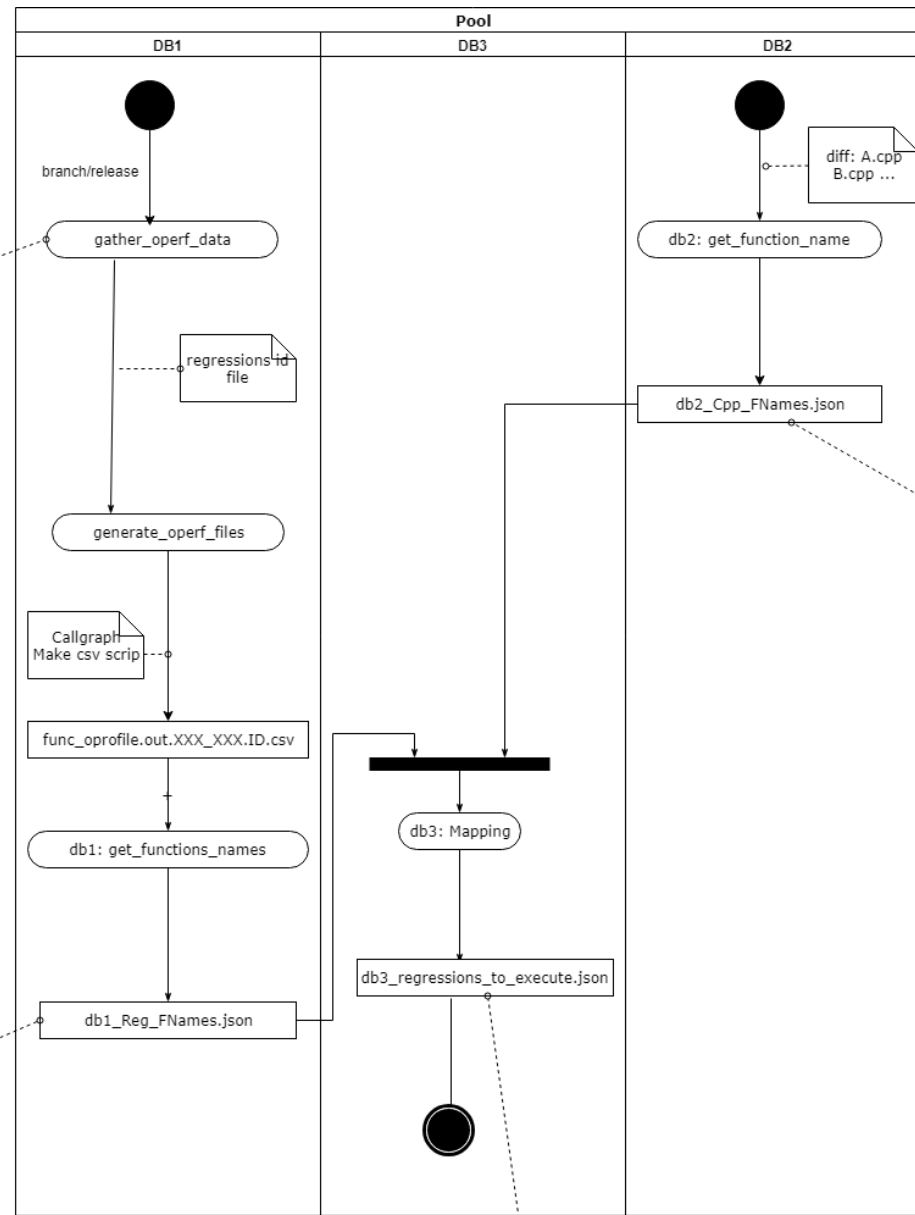 Pool
DB1
DB3
DB2
branch/release
diff: A.cpp
B.cpp ...
gather_operf_data
db2: get_function_name
regressions id
file
db2_Cpp_FNames.json
generate_operf_files
Callgraph
Make csv scrip
func_oprofile.out.XXX_XXX.ID.csv
db3: Mapping
db1: get_functions_names
db3_regressions_to_execute.json
db1_Reg_FNames.json